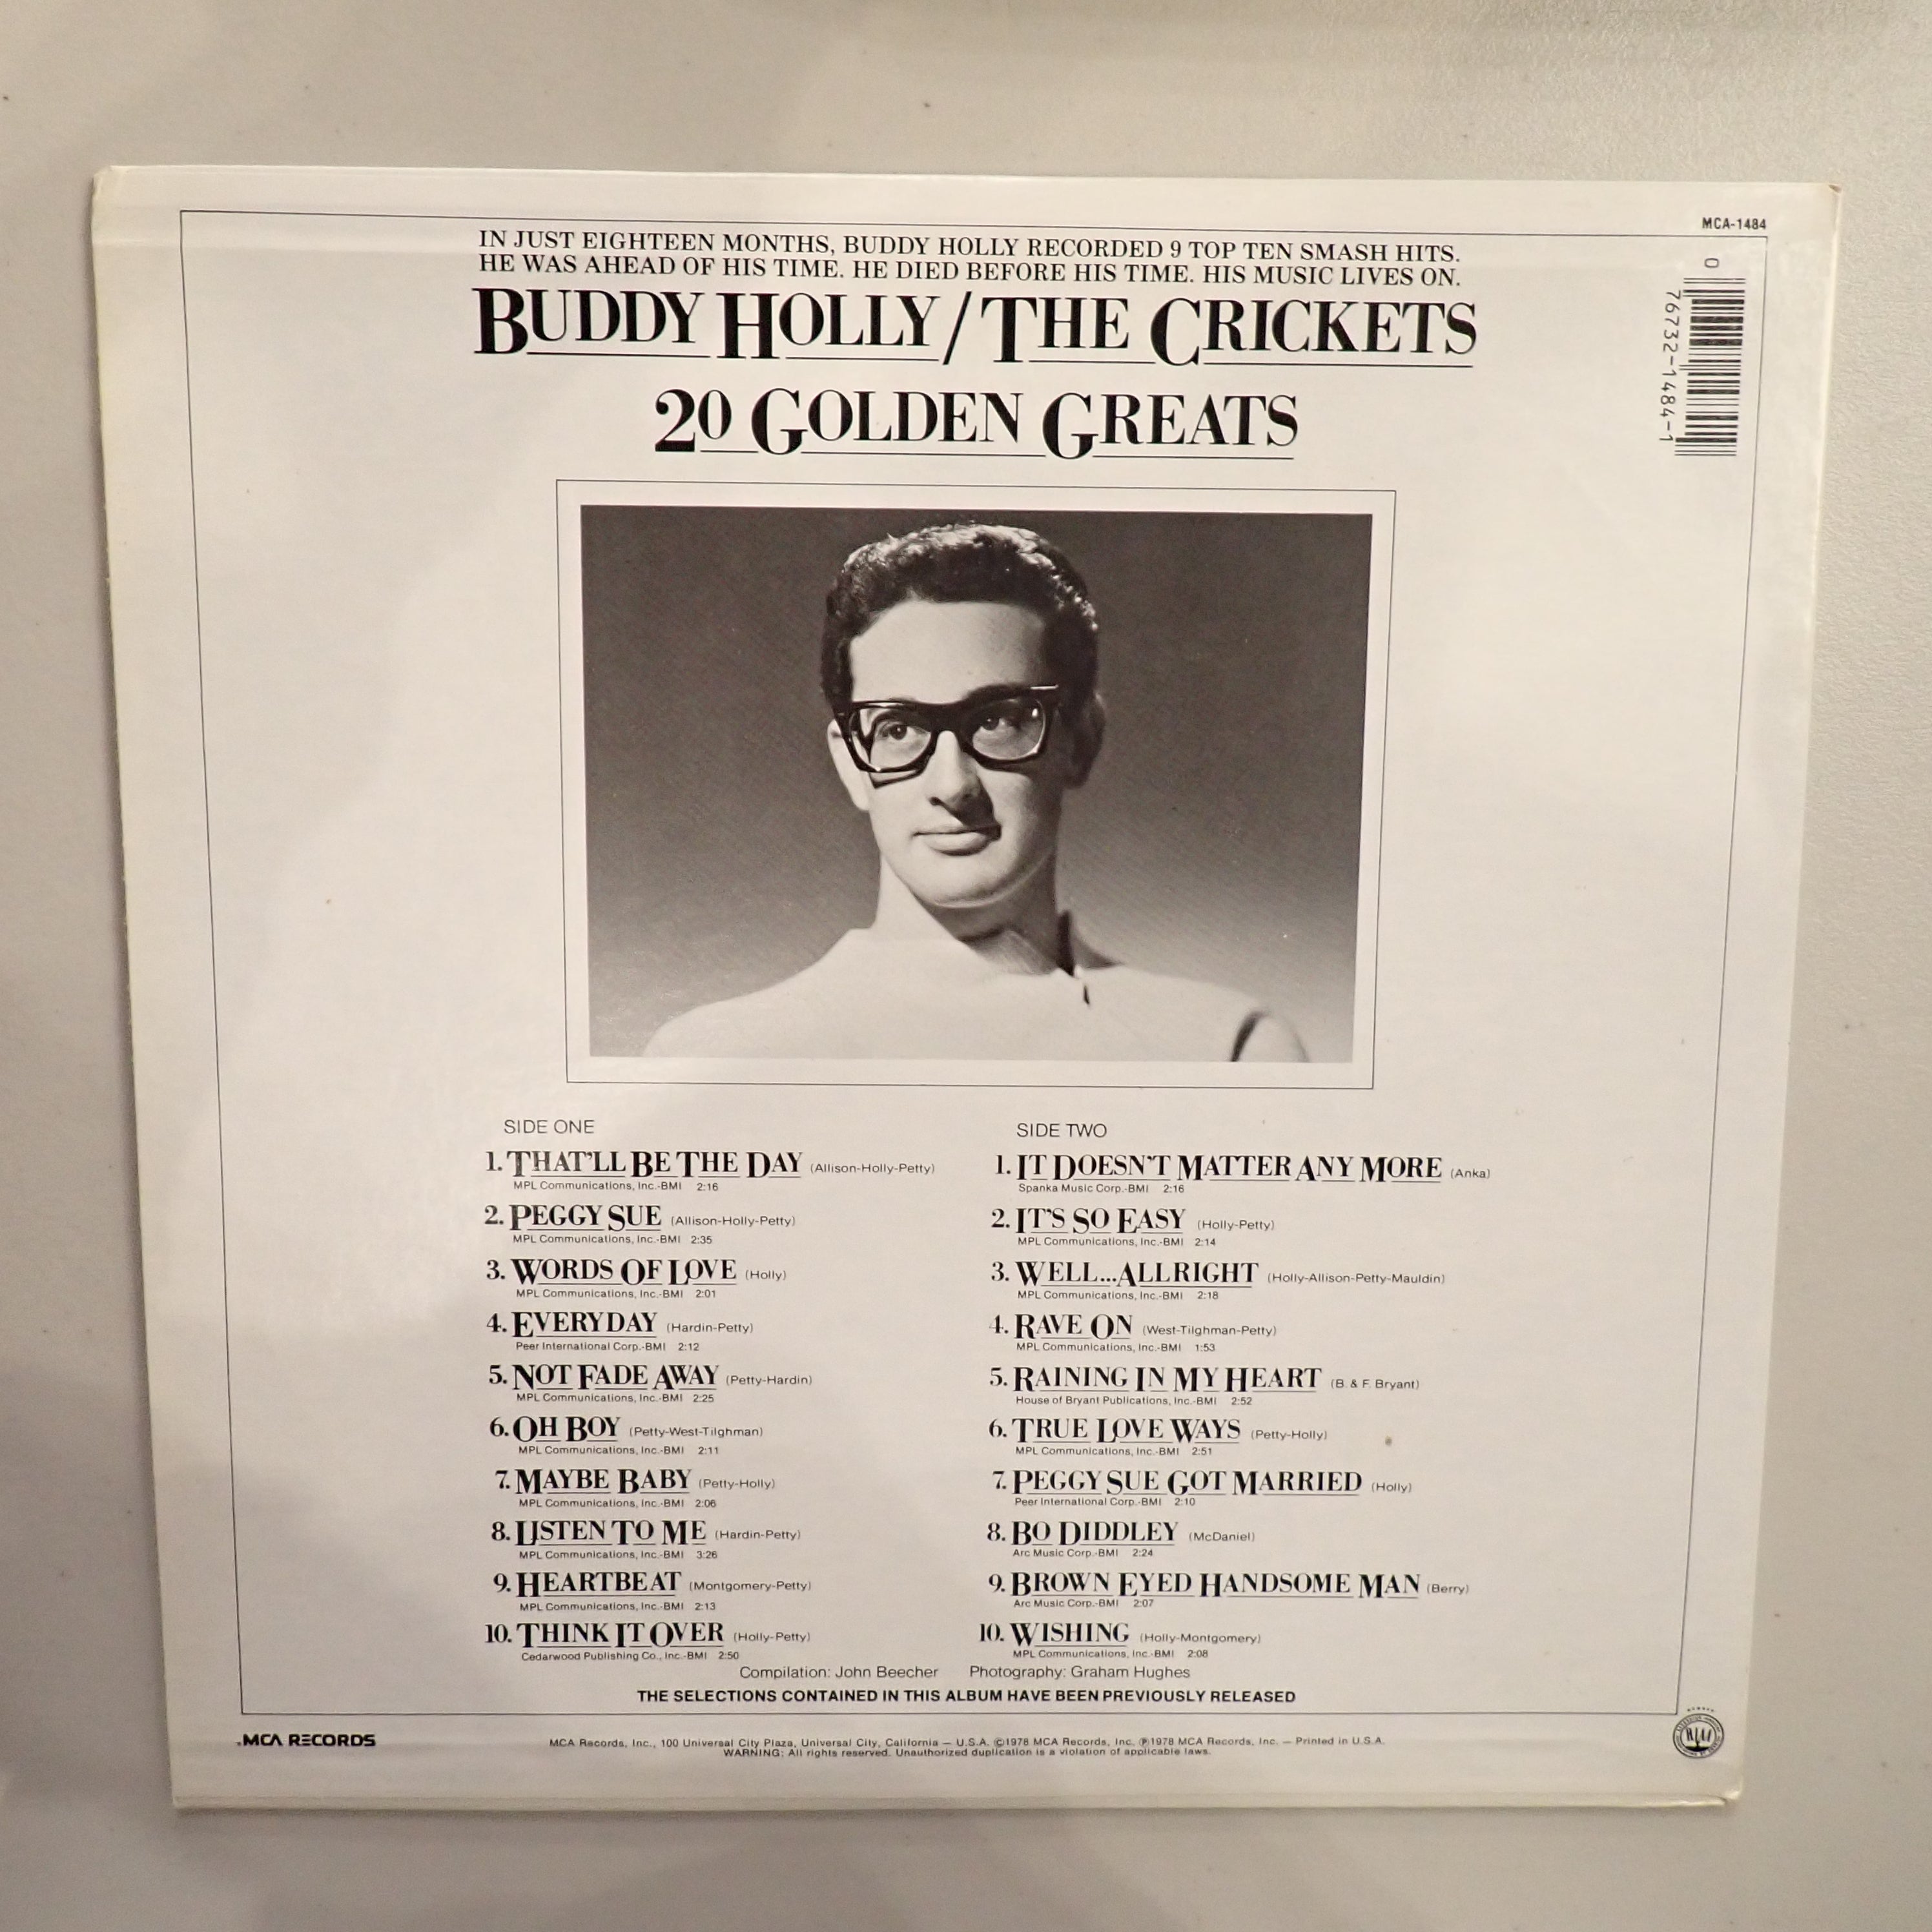 MCA-1484
IN JUST EIGHTEEN MONTHS, BUDDY HOLLY RECORDED 9 TOP TEN SMASH HITS.
HE WAS AHEAD OF HIS TIME. HE DIED BEFORE HIS TIME. HIS MUSIC LIVES ON.
BUDDY HOLLY/THE CRICKETS
20 GOLDEN GREATS
0
76732-1484-1
SIDE ONE
1. THAT'LL BE THE DAY (Allison-Holly-Petty)
MPL Communications, Inc.-BMI 2:16
2. PEGGY SUE (Allison-Holly-Petty)
MPL Communications, Inc.-BMI 2:35
3. WORDS OF LOVE (Holly)
MPL Communications, Inc.-BMI 2:01
4. EVERYDAY (Hardin-Petty)
Peer International Corp.-BMI 2:12
5. NOT FADE AWAY (Petty-Hardin)
MPL Communications, Inc.-BMI 2:25
6. OH BOY (Petty-West-Tilghman)
MPL Communications, Inc.-BMI 2:11
7. MAYBE BABY (Petty-Holly)
MPL Communications, Inc.-BMI 2:06
8. LISTEN TO ME (Hardin-Petty)
MPL Communications, Inc.-BMI 3:26
9. HEARTBEAT (Montgomery-Petty)
MPL Communications, Inc.-BMI 2:13
10. THINK IT OVER (Holly-Petty)
Cedarwood Publishing Co., Inc.-BMI 2:50
SIDE TWO
1. IT DOESN'T MATTER ANY MORE (Anka)
Spanka Music Corp.-BMI 2:16
2. IT'S SO EASY (Holly-Petty)
MPL Communications, Inc.-BMI 2:14
3. WELL...ALLRIGHT (Holly-Allison-Petty-Mauldin)
MPL Communications, Inc.-BMI 2:18
4. RAVE ON (West-Tilghman-Petty)
MPL Communications, Inc.-BMI 1:53
5. RAINING IN MY HEART (B. & F. Bryant)
House of Bryant Publications, Inc.-BMI 2:52
6. TRUE LOVE WAYS (Petty-Holly)
MPL Communications, Inc.-BMI 2:51
7. PEGGY SUE GOT MARRIED (Holly)
Peer International Corp.-BMI 2:10
8. BO DIDDLEY (McDaniel)
Arc Music Corp.-BMI 2:24
9. BROWN EYED HANDSOME MAN (Berry)
Arc Music Corp.-BMI 2:07
10. WISHING (Holly-Montgomery)
MPL Communications, Inc.-BMI 2:08
Compilation: John Beecher Photography: Graham Hughes
THE SELECTIONS CONTAINED IN THIS ALBUM HAVE BEEN PREVIOUSLY RELEASED
MCA RECORDS
MCA Records, Inc., 100 Universal City Plaza, Universal City, California — U.S.A. ©1978 MCA Records, Inc. ℗1978 MCA Records, Inc. — Printed in U.S.A.
WARNING: All rights reserved. Unauthorized duplication is a violation of applicable laws.